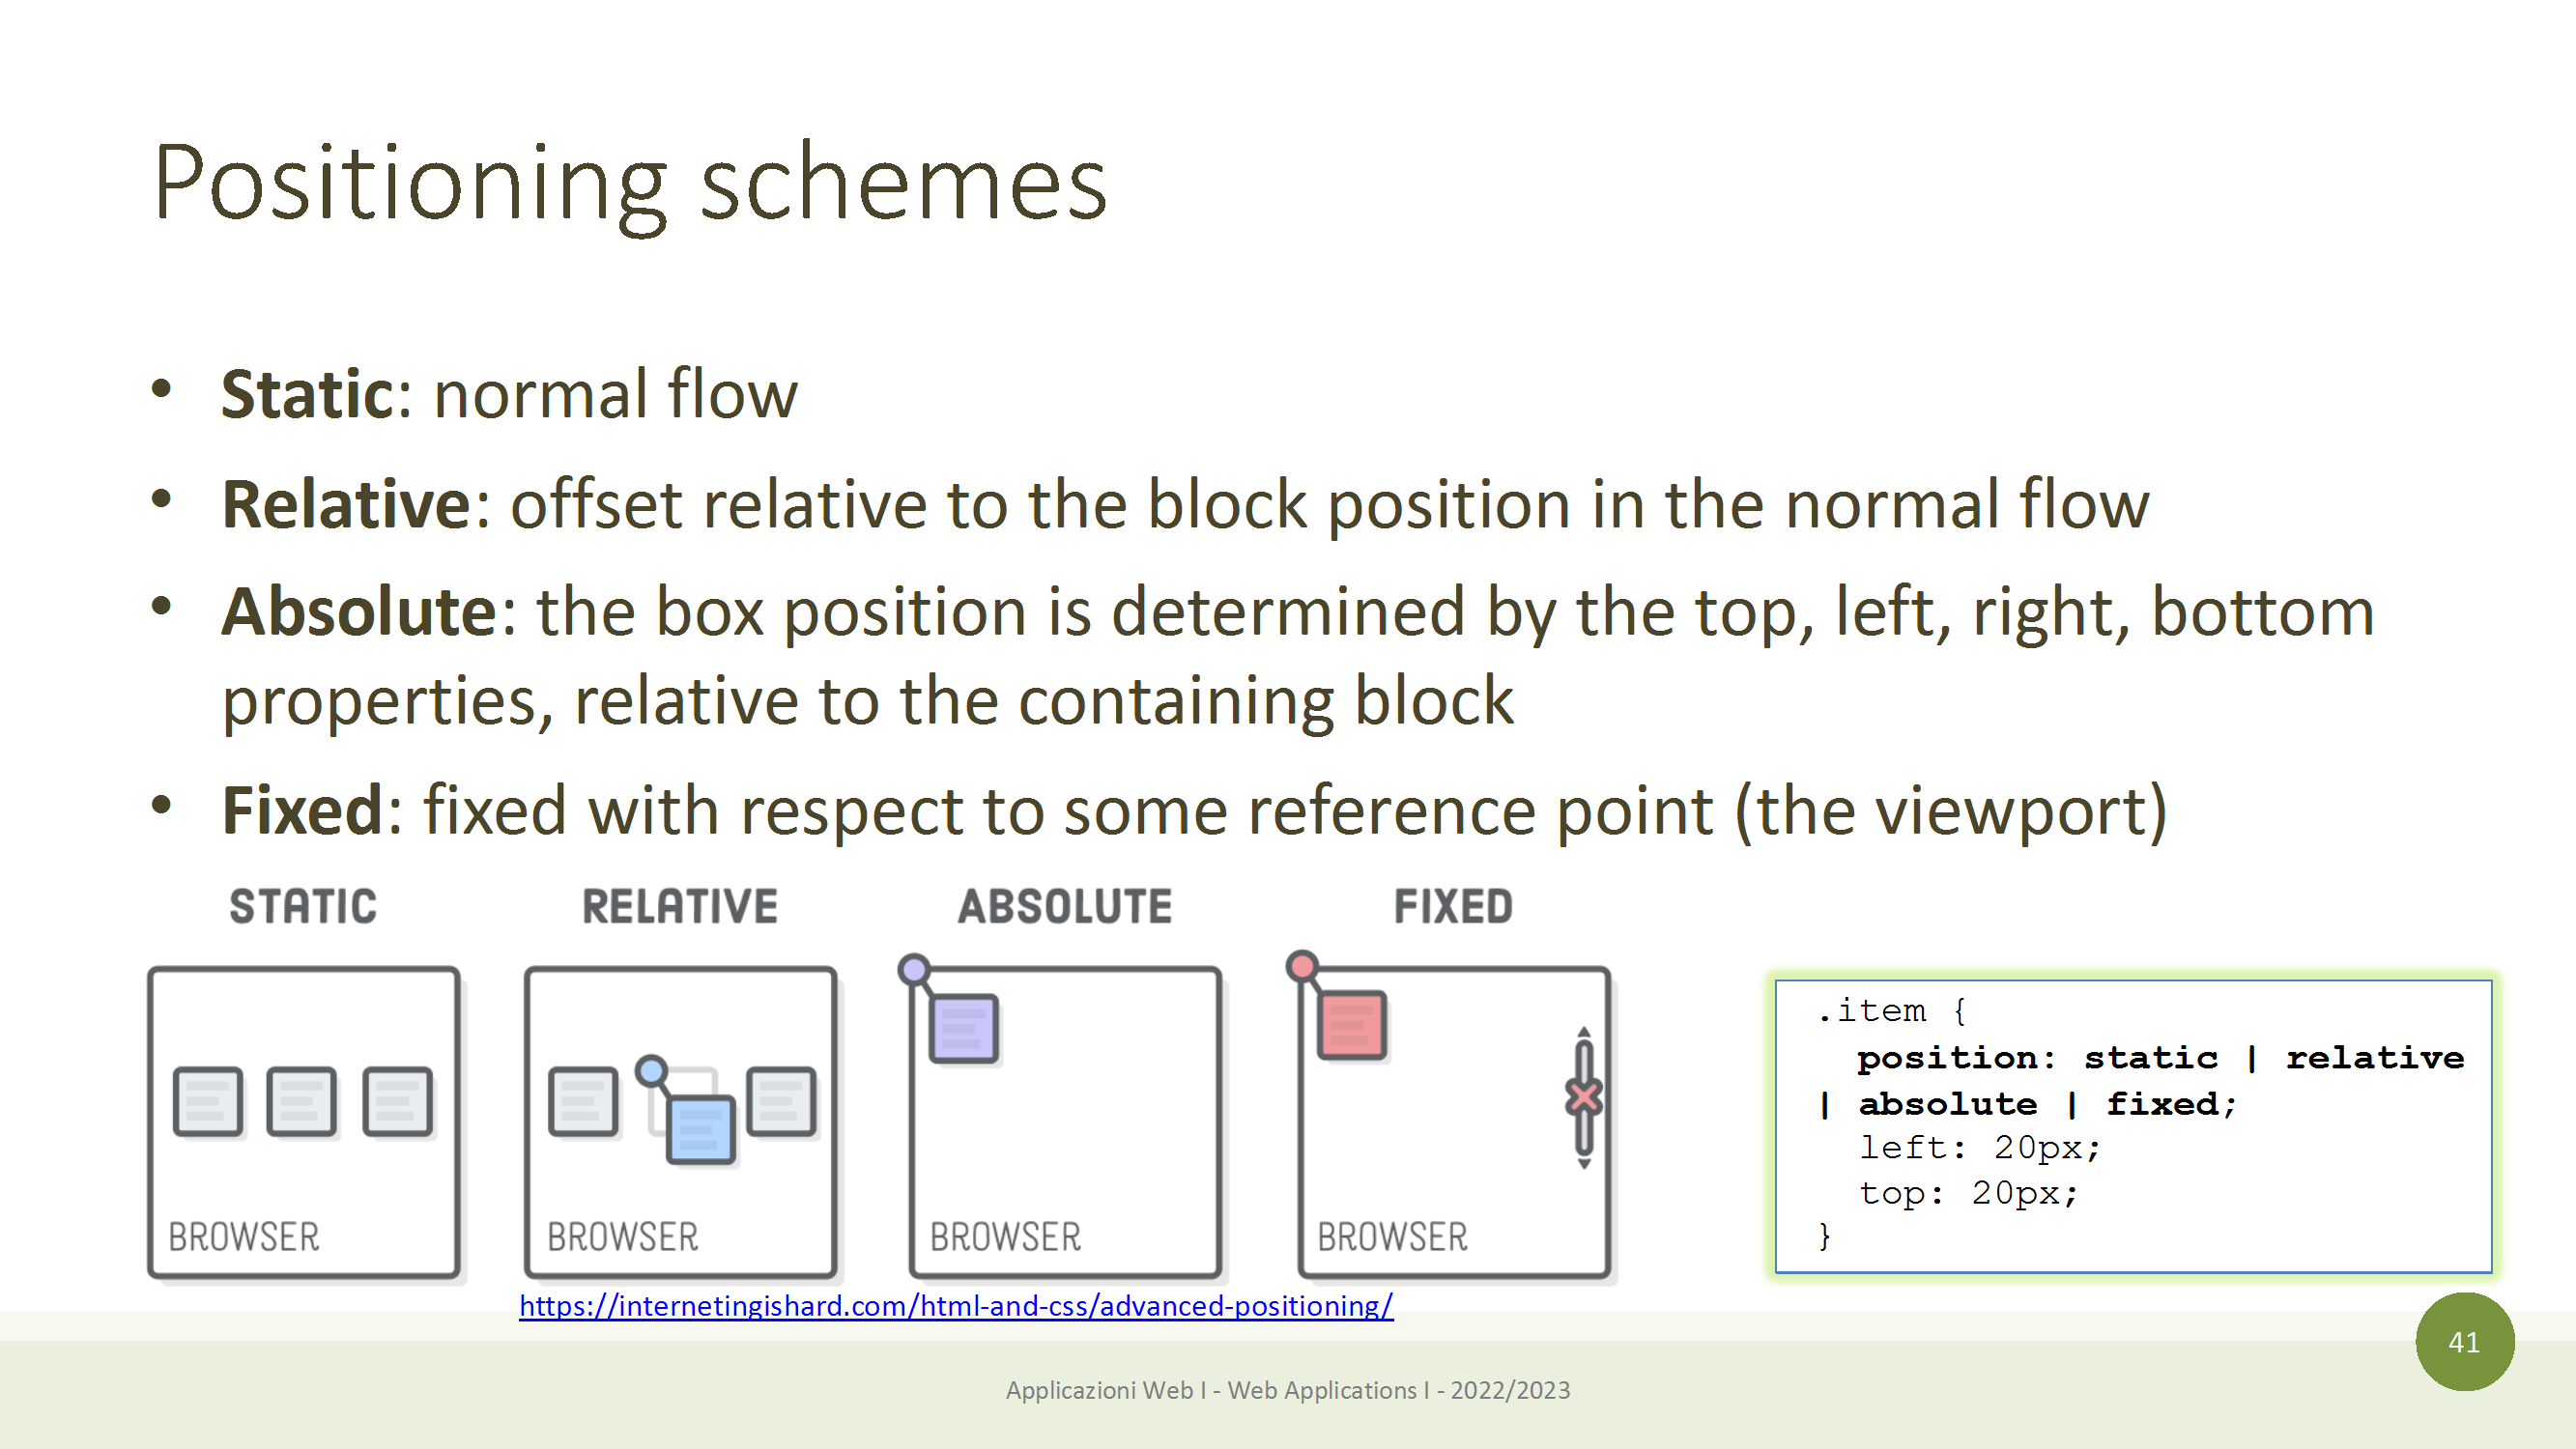 Positioning schemes
• Static: normal flow
• Relative: offset relative to the block position in the normal flow
• Absolute: the box position is determined by the top, left, right, bottom
properties, relative to the containing block
• Fixed: fixed with respect to some reference point (the viewport)
STATIC RELATIVE ABSOLUTE FIXED
BROWSER BROWSER BROWSER BROWSER
.item {
position: static | relative
| absolute | fixed;
left: 20px;
top: 20px;
}
https://internetingishard.com/html-and-css/advanced-positioning/
41
Applicazioni Web I - Web Applications I - 2022/2023